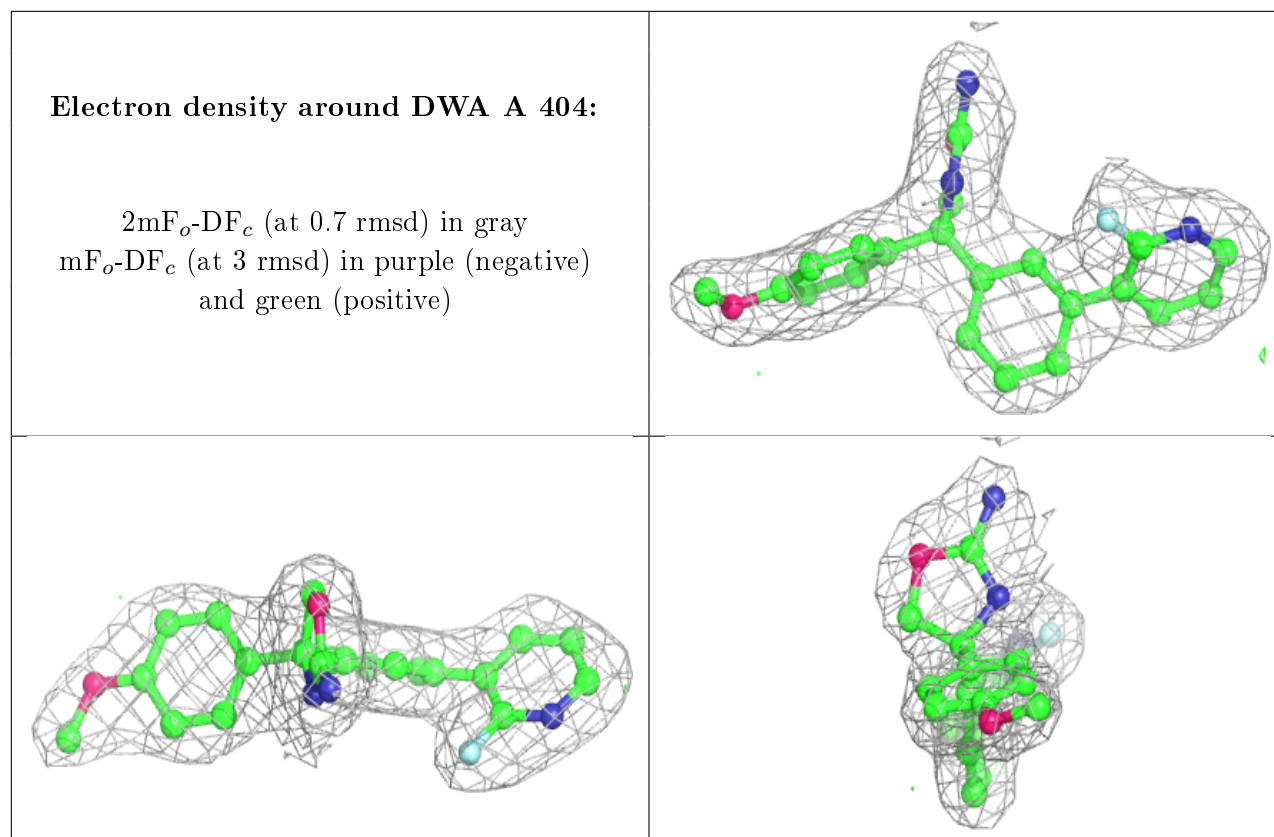 Electron density around DWA A 404:
2mFo-DFc (at 0.7 rmsd) in gray
mFo-DFc (at 3 rmsd) in purple (negative)
and green (positive)